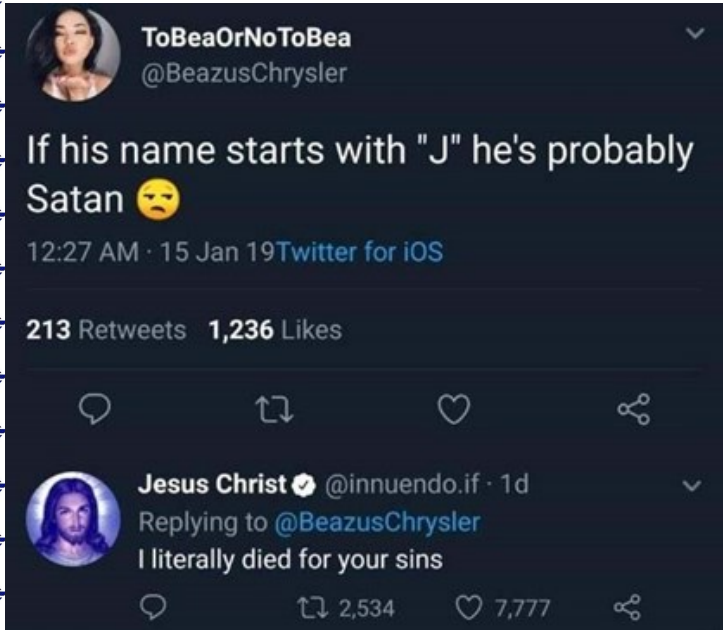 ToBeaOrNoToBea
@BeazusChrysler
If his name starts with "J" he's probably
Satan 😒
12:27 AM · 15 Jan 19Twitter for iOS
213 Retweets 1,236 Likes
Jesus Christ @innuendo.if · 1d
Replying to @BeazusChrysler
I literally died for your sins
2,534 7,777